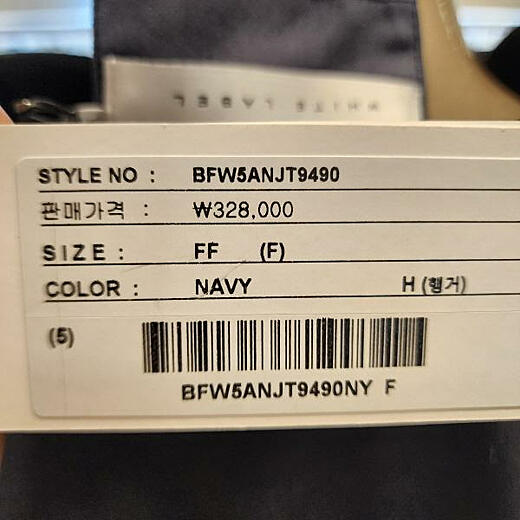 WHITE LABEL
STYLE NO : BFW5ANJT9490
판매가격 : ₩328,000
SIZE : FF (F)
COLOR : NAVY H (행거)
(5)
BFW5ANJT9490NY F